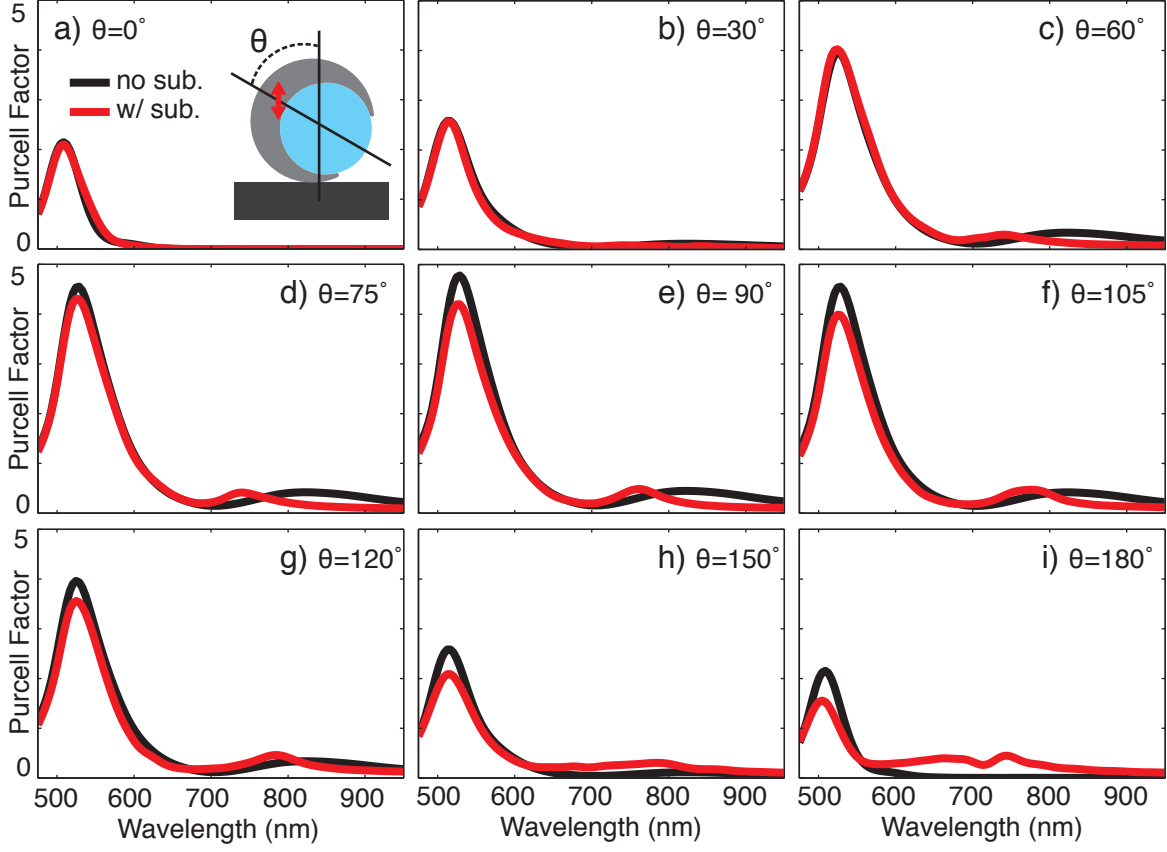 5
a) θ=0°
θ
no sub.
w/ sub.
Purcell Factor
0
b) θ=30°
c) θ=60°
5
d) θ=75°
Purcell Factor
0
e) θ= 90°
f) θ=105°
5
g) θ=120°
Purcell Factor
0
h) θ=150°
i) θ=180°
500 600 700 800 900
500 600 700 800 900
500 600 700 800 900
Wavelength (nm)
Wavelength (nm)
Wavelength (nm)